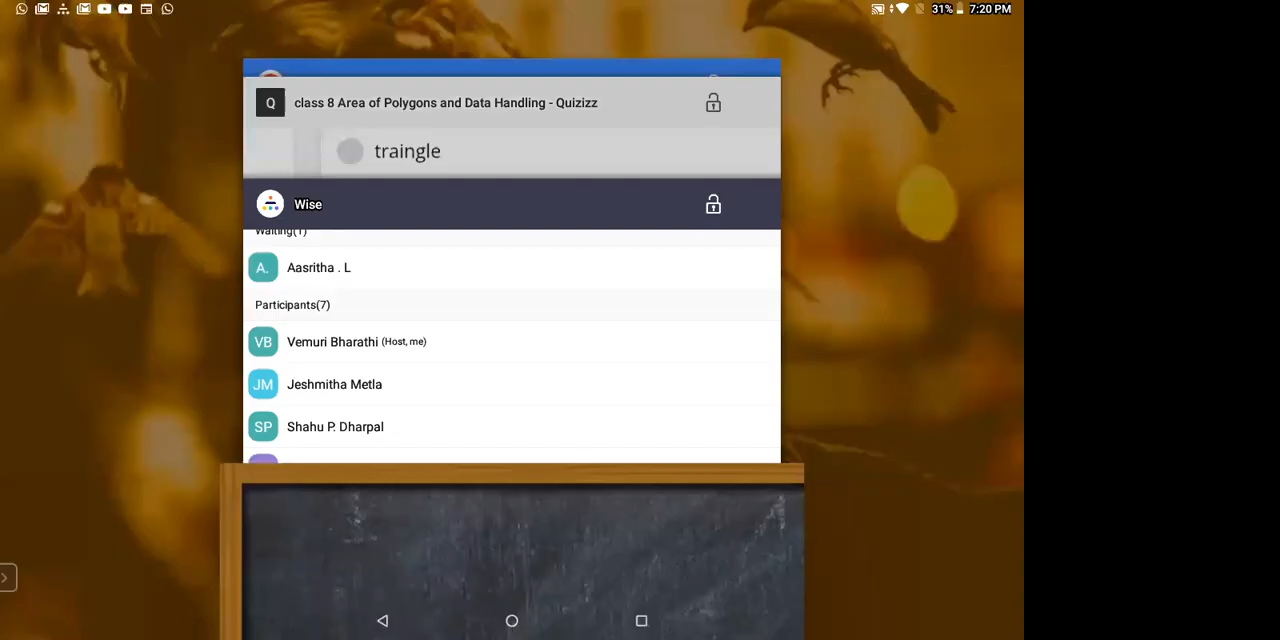 31% 7:20 PM
Q class 8 Area of Polygons and Data Handling - Quizizz
traingle
Wise
Waiting(1)
A. Aasritha . L
Participants(7)
VB Vemuri Bharathi (Host, me)
JM Jeshmitha Metla
SP Shahu P. Dharpal